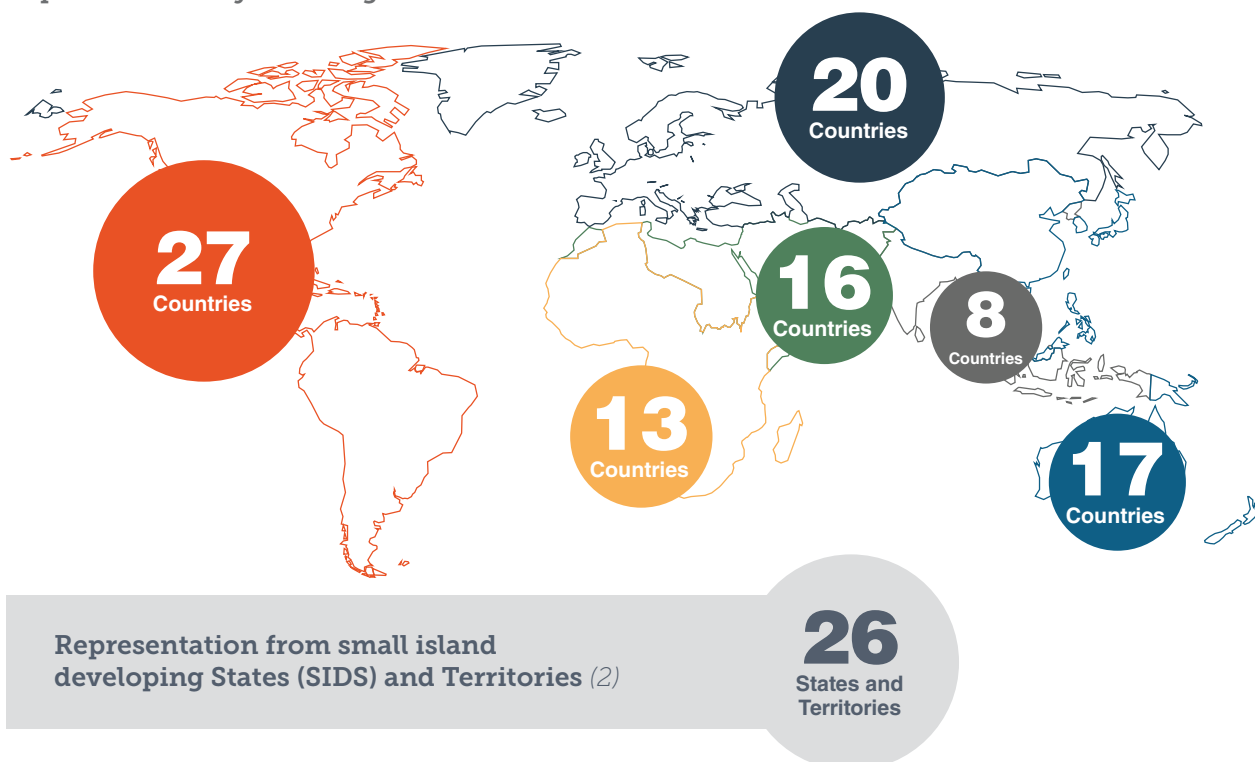 20
Countries
27
Countries
16
Countries
8
Countries
13
Countries
17
Countries
Representation from small island
developing States (SIDS) and Territories (2)
26
States and
Territories